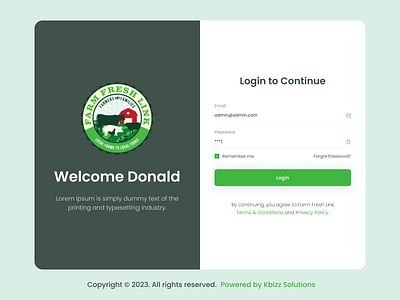 FARM FRESH LINK
FARMERS FAMILIES
LOCAL FARMS TO LOCAL FORKS
Welcome Donald
Lorem Ipsum is simply dummy text of the
printing and typesetting industry.
Login to Continue
Email
admin@admin.com
Password
Remember me
Forgot Password?
Login
By continuing, you agree to Farm Fresh Link
Terms & Conditions and Privacy Policy.
Copyright © 2023. All rights reserved. Powered by Kbizz Solutions